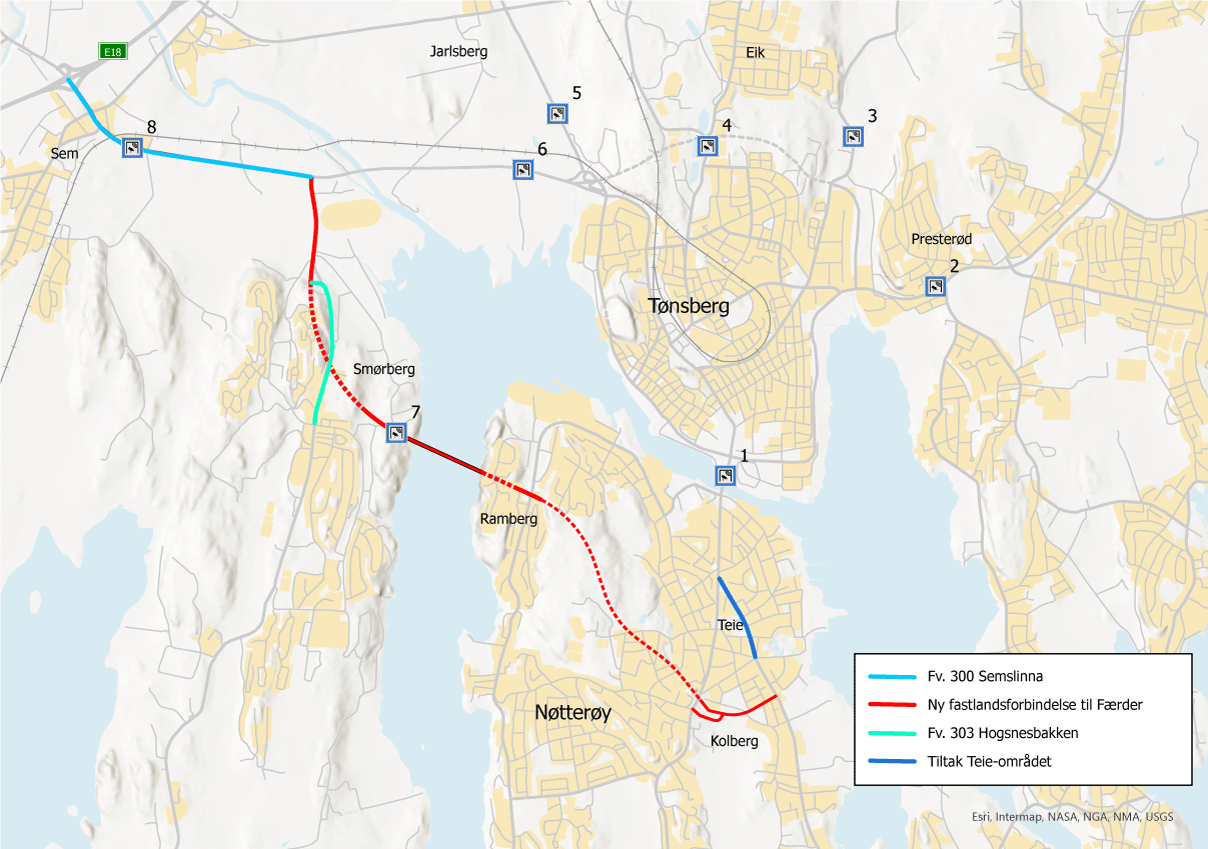 E18
Jarlsberg
Eik
5
3
4
8
6
Sem
Presterød
2
Tønsberg
Smørberg
7
1
Ramberg
Teie
Nøtterøy
Kolberg
Fv. 300 Semslinna
Ny fastlandsforbindelse til Færder
Fv. 303 Hogsnesbakken
Tiltak Teie-området
Esri, Intermap, NASA, NGA, NMA, USGS